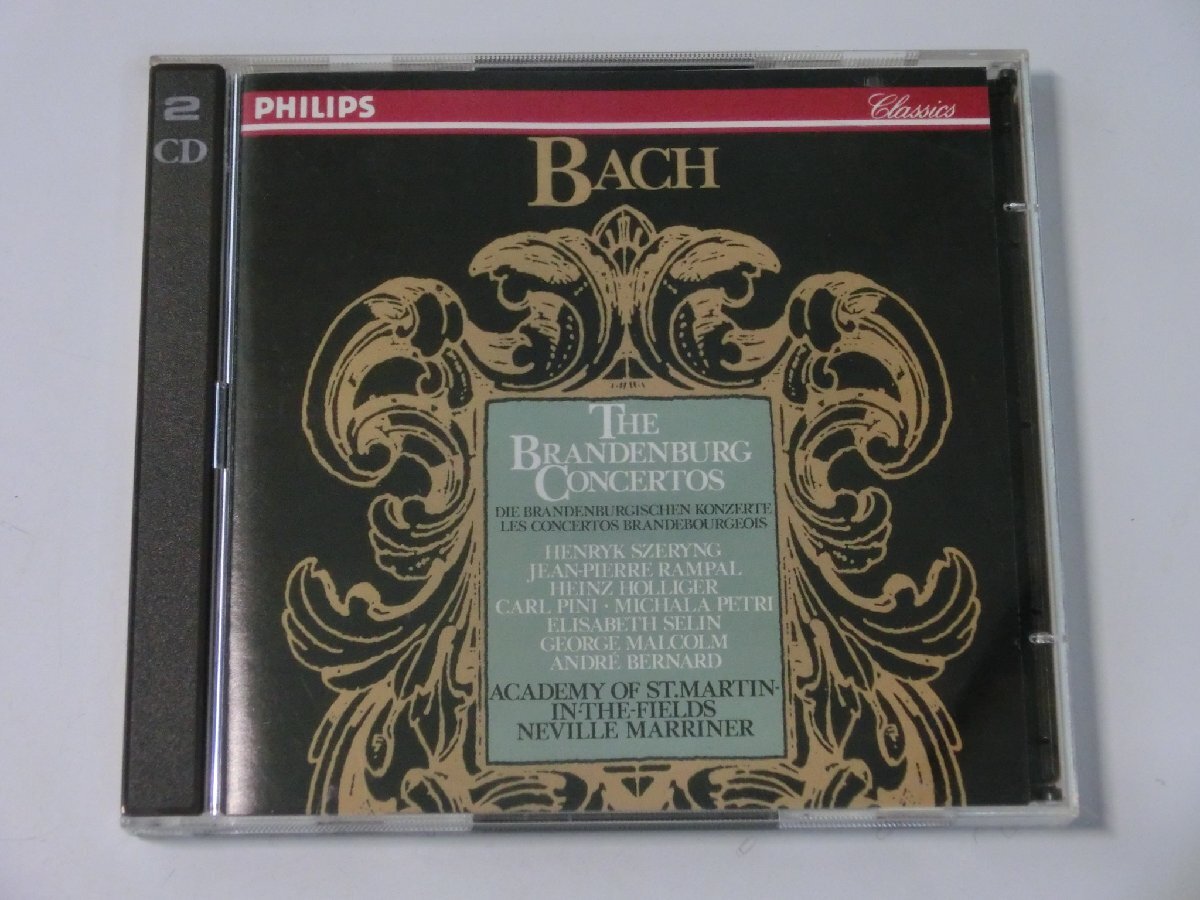 2
CD
PHILIPS
Classics
BACH
THE
BRANDENBURG
CONCERTOS
DIE BRANDENBURGISCHEN KONZERTE
LES CONCERTOS BRANDEBOURGEOIS
HENRYK SZERYNG
JEAN-PIERRE RAMPAL
HEINZ HOLLIGER
CARL PINI · MICHALA PETRI
ELISABETH SELIN
GEORGE MALCOLM
ANDRÉ BERNARD
ACADEMY OF ST.MARTIN-
IN-THE-FIELDS
NEVILLE MARRINER